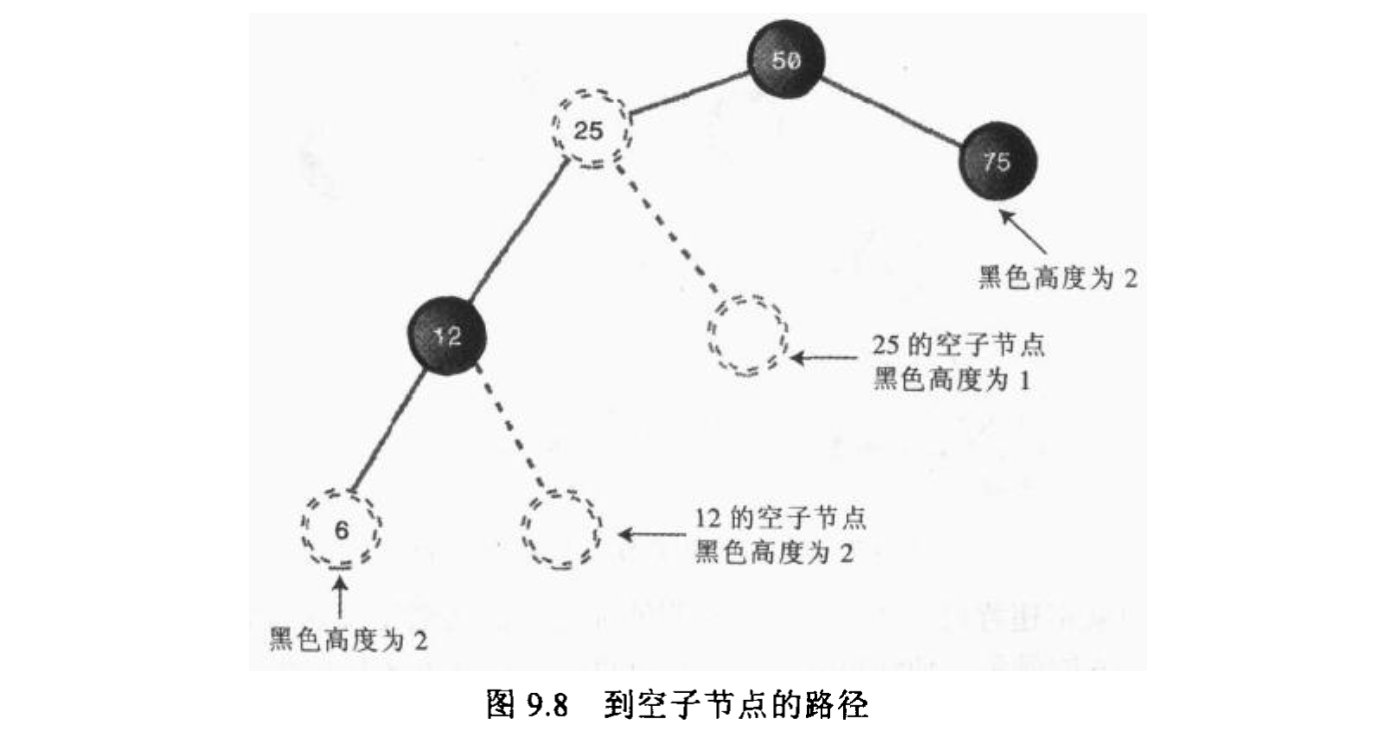 50
25
75
黑色高度为 2
12
25 的空子节点
黑色高度为 1
6
12 的空子节点
黑色高度为 2
黑色高度为 2
图 9.8 到空子节点的路径